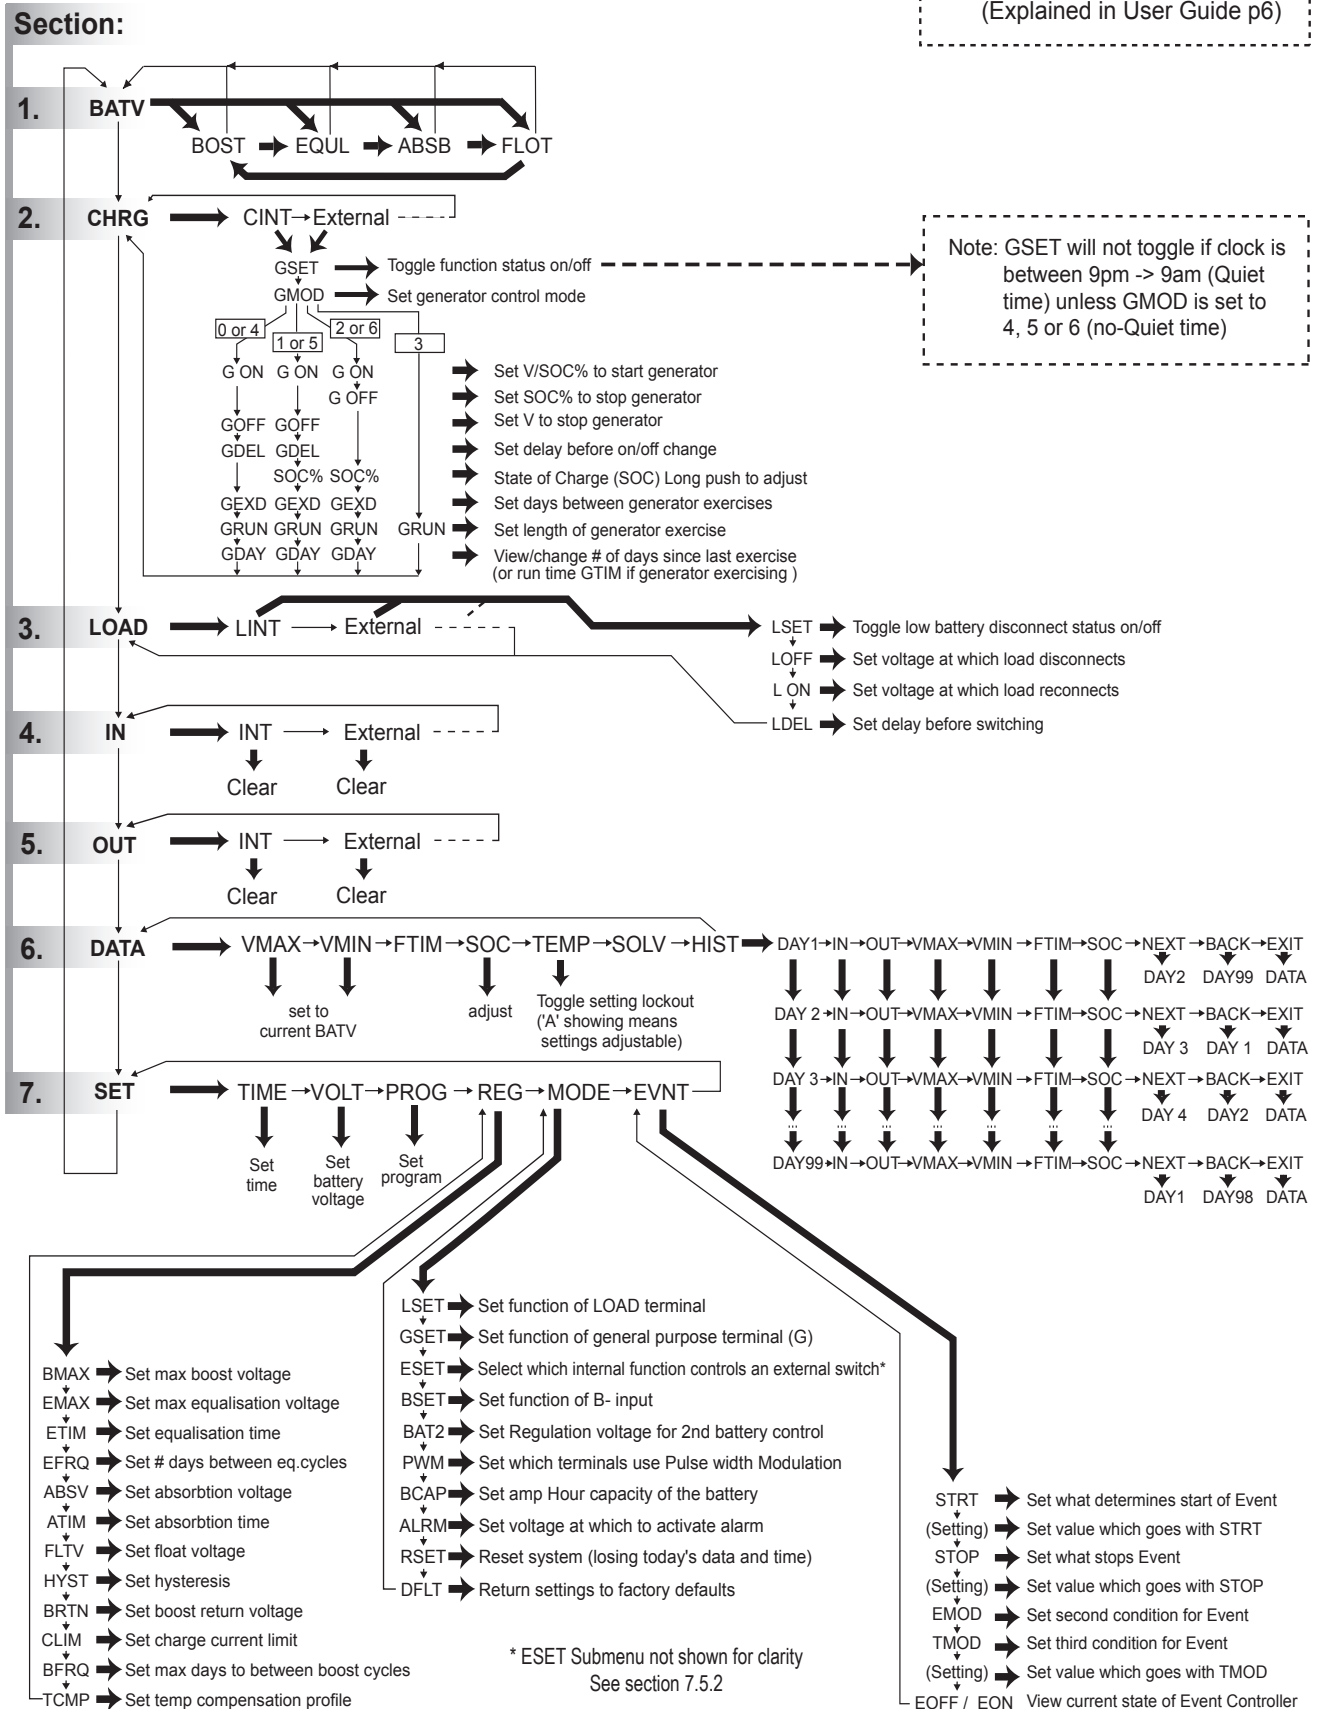 (Explained in User Guide p6)
Section:
1. BATV
BOST EQUL ABSB FLOT
2. CHRG CINT External
GSET Toggle function status on/off
GMOD Set generator control mode
Note: GSET will not toggle if clock is
between 9pm -> 9am (Quiet
time) unless GMOD is set to
4, 5 or 6 (no-Quiet time)
0 or 4 1 or 5 2 or 6 3
G ON G ON G ON Set V/SOC% to start generator
G OFF Set SOC% to stop generator
GOFF GOFF Set V to stop generator
GDEL GDEL Set delay before on/off change
SOC% SOC% State of Charge (SOC) Long push to adjust
GEXD GEXD GEXD Set days between generator exercises
GRUN GRUN GRUN GRUN Set length of generator exercise
GDAY GDAY GDAY View/change # of days since last exercise
(or run time GTIM if generator exercising )
3. LOAD LINT External
LSET Toggle low battery disconnect status on/off
LOFF Set voltage at which load disconnects
L ON Set voltage at which load reconnects
LDEL Set delay before switching
4. IN INT External
Clear Clear
5. OUT INT External
Clear Clear
6. DATA VMAX VMIN FTIM SOC TEMP SOLV HIST
set to
current BATV
adjust
Toggle setting lockout
('A' showing means
settings adjustable)
DAY1 IN OUT VMAX VMIN FTIM SOC NEXT BACK EXIT
DAY2 DAY99 DATA
DAY 2 IN OUT VMAX VMIN FTIM SOC NEXT BACK EXIT
DAY 3 DAY 1 DATA
DAY 3 IN OUT VMAX VMIN FTIM SOC NEXT BACK EXIT
DAY 4 DAY2 DATA
... ... ... ... ... ... ...
DAY99 IN OUT VMAX VMIN FTIM SOC NEXT BACK EXIT
DAY1 DAY98 DATA
7. SET TIME VOLT PROG REG MODE EVNT
Set
time
Set
battery
voltage
Set
program
BMAX Set max boost voltage
EMAX Set max equalisation voltage
ETIM Set equalisation time
EFRQ Set # days between eq.cycles
ABSV Set absorbtion voltage
ATIM Set absorbtion time
FLTV Set float voltage
HYST Set hysteresis
BRTN Set boost return voltage
CLIM Set charge current limit
BFRQ Set max days to between boost cycles
TCMP Set temp compensation profile
LSET Set function of LOAD terminal
GSET Set function of general purpose terminal (G)
ESET Select which internal function controls an external switch*
BSET Set function of B- input
BAT2 Set Regulation voltage for 2nd battery control
PWM Set which terminals use Pulse width Modulation
BCAP Set amp Hour capacity of the battery
ALRM Set voltage at which to activate alarm
RSET Reset system (losing today's data and time)
DFLT Return settings to factory defaults
* ESET Submenu not shown for clarity
See section 7.5.2
STRT Set what determines start of Event
(Setting) Set value which goes with STRT
STOP Set what stops Event
(Setting) Set value which goes with STOP
EMOD Set second condition for Event
TMOD Set third condition for Event
(Setting) Set value which goes with TMOD
EOFF / EON View current state of Event Controller